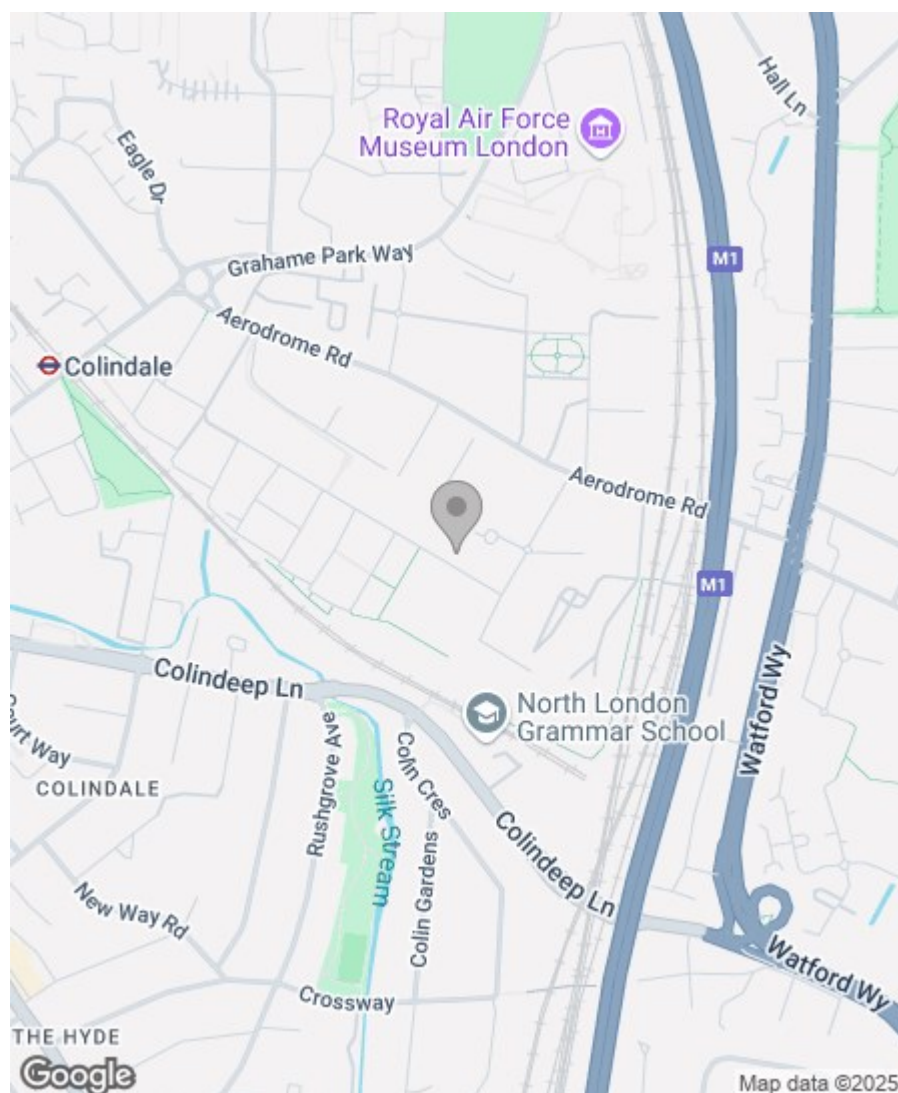 Hall Ln
Royal Air Force
Museum London
Eagle Dr
Grahame Park Way
M1
Aerodrome Rd
Colindale
Aerodrome Rd
M1
Colindeep Ln
Watford Wy
North London
Grammar School
Court Way
Rushgrove Ave
Colin Cres
COLINDALE
Silk Stream
Colindeep Ln
Colin Gardens
New Way Rd
Watford Wy
Crossway
THE HYDE
Google
Map data ©2025